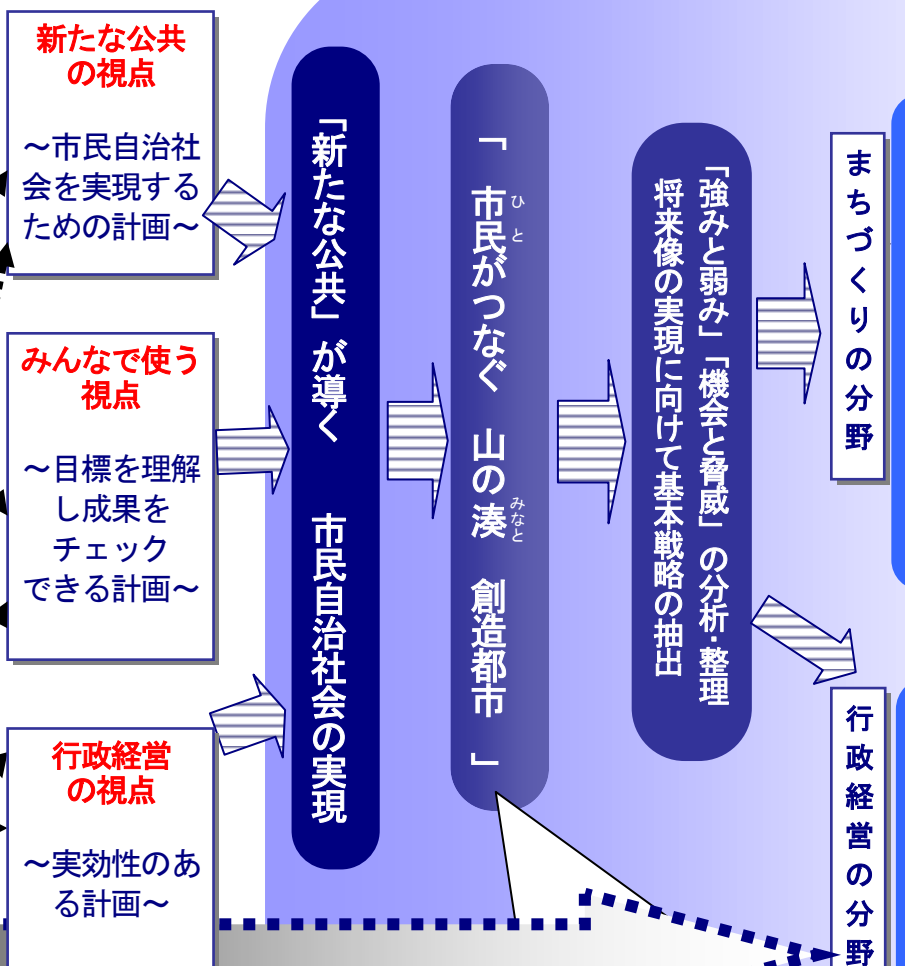 新たな公共
の視点
～市民自治社
会を実現する
ための計画～
みんなで使う
視点
～目標を理解
し成果を
チェック
できる計画～
行政経営
の視点
～実効性のあ
る計画～
「新たな公共」が導く　市民自治社会の実現
「　市民がつなぐ　山の湊　創造都市　」
ひと
みなと
「強みと弱み」「機会と脅威」の分析・整理
将来像の実現に向けて基本戦略の抽出
まちづくりの分野
行政経営の分野